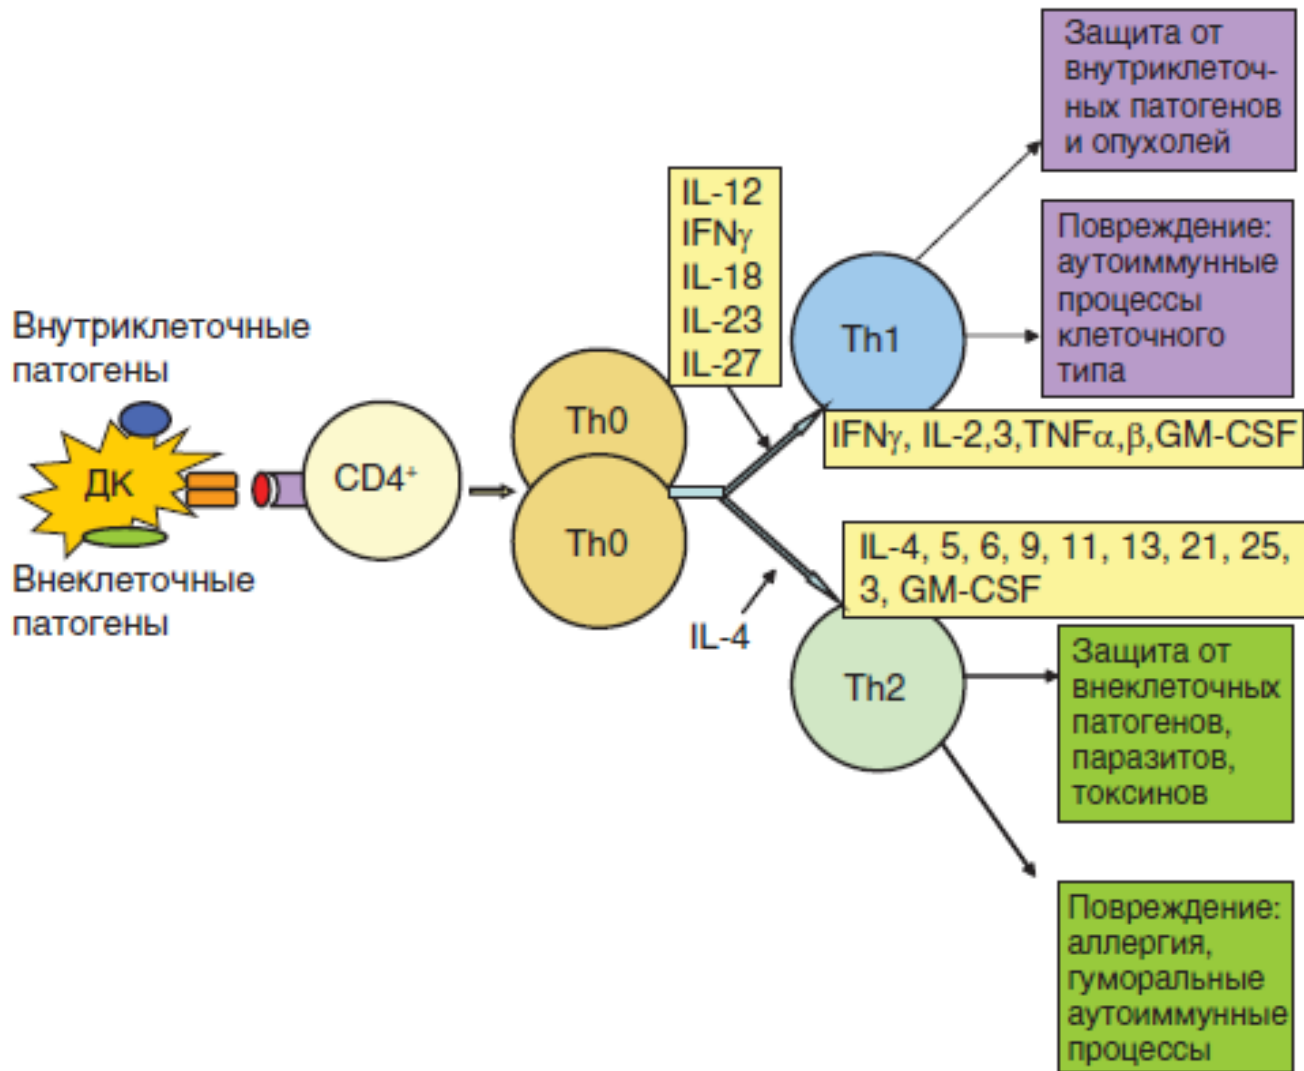 Защита от
внутриклеточ-
ных патогенов
и опухолей
IL-12
IFNγ
IL-18
IL-23
IL-27
Повреждение:
аутоиммунные
процессы
клеточного
типа
Th1
Внутриклеточные
патогены
Th0
IFNγ, IL-2,3,TNFα,β,GM-CSF
ДК
CD4⁺
Th0
IL-4, 5, 6, 9, 11, 13, 21, 25,
3, GM-CSF
Внеклеточные
патогены
IL-4
Th2
Защита от
внеклеточных
патогенов,
паразитов,
токсинов
Повреждение:
аллергия,
гуморальные
аутоиммунные
процессы